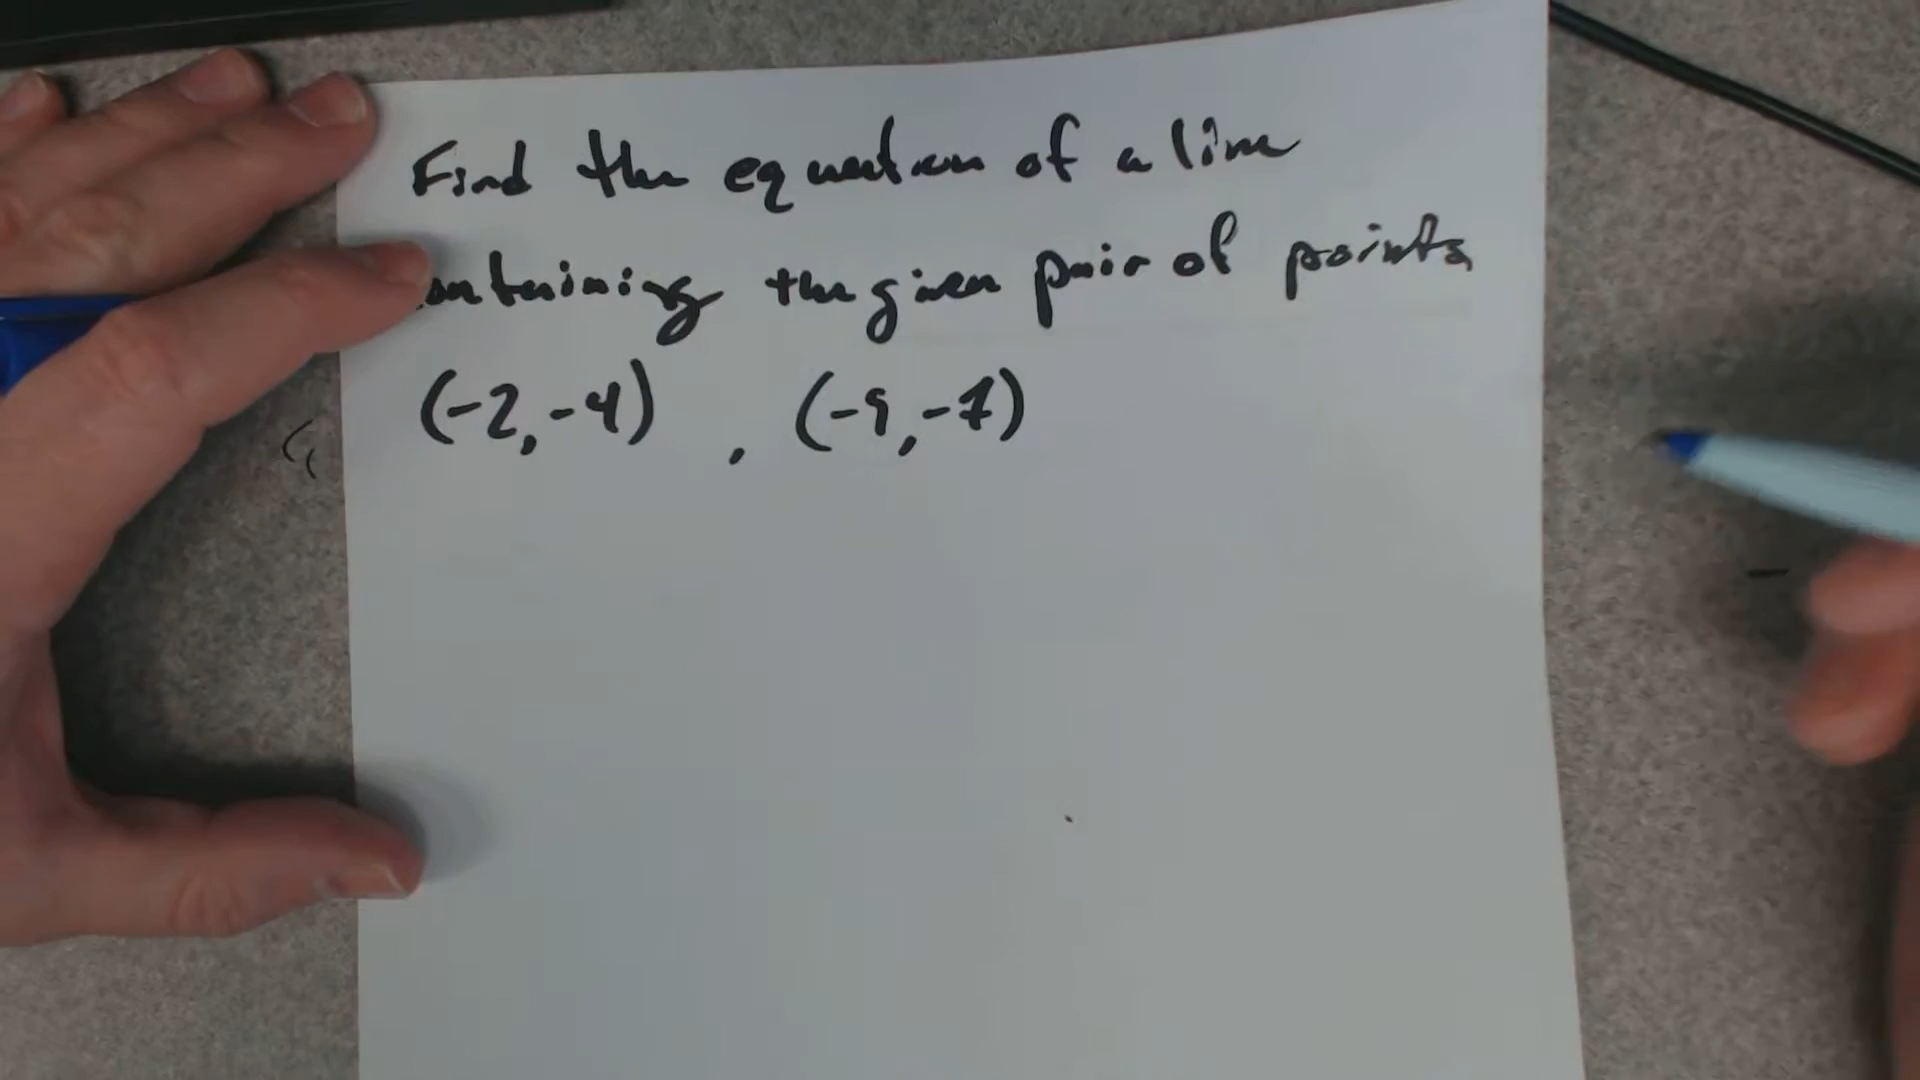 Find the equation of a line
containing the given pair of points
(-2,-4) , (-9,-7)